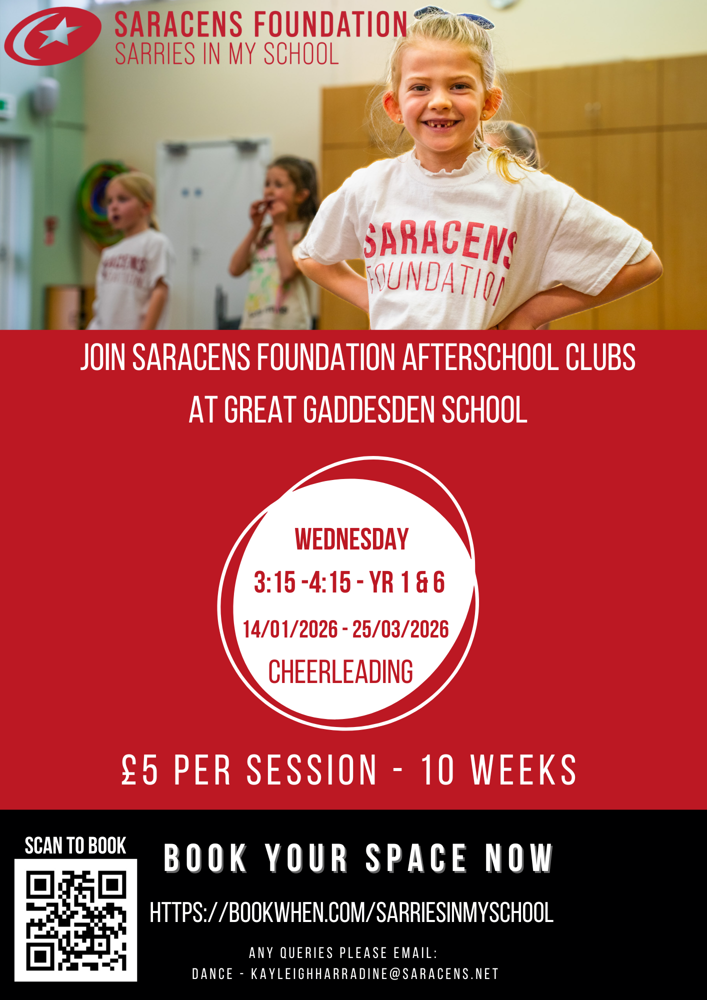 SARACENS FOUNDATION
SARRIES IN MY SCHOOL
SARACENS
FOUNDATION
SARACENS
JOIN SARACENS FOUNDATION AFTERSCHOOL CLUBS
AT GREAT GADDESDEN SCHOOL
WEDNESDAY
3:15 -4:15 - YR 1 & 6
14/01/2026 - 25/03/2026
CHEERLEADING
£5 PER SESSION - 10 WEEKS
SCAN TO BOOK
BOOK YOUR SPACE NOW
HTTPS://BOOKWHEN.COM/SARRIESINMYSCHOOL
ANY QUERIES PLEASE EMAIL:
DANCE - KAYLEIGHHARRADINE@SARACENS.NET